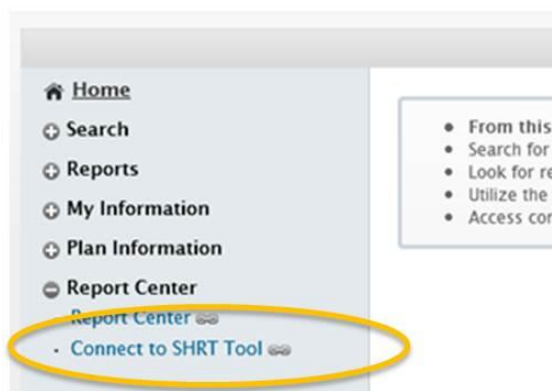 Home
Search
Reports
My Information
Plan Information
Report Center
Report Center
Connect to SHRT Tool
From this
Search for
Look for re
Utilize the
Access cor